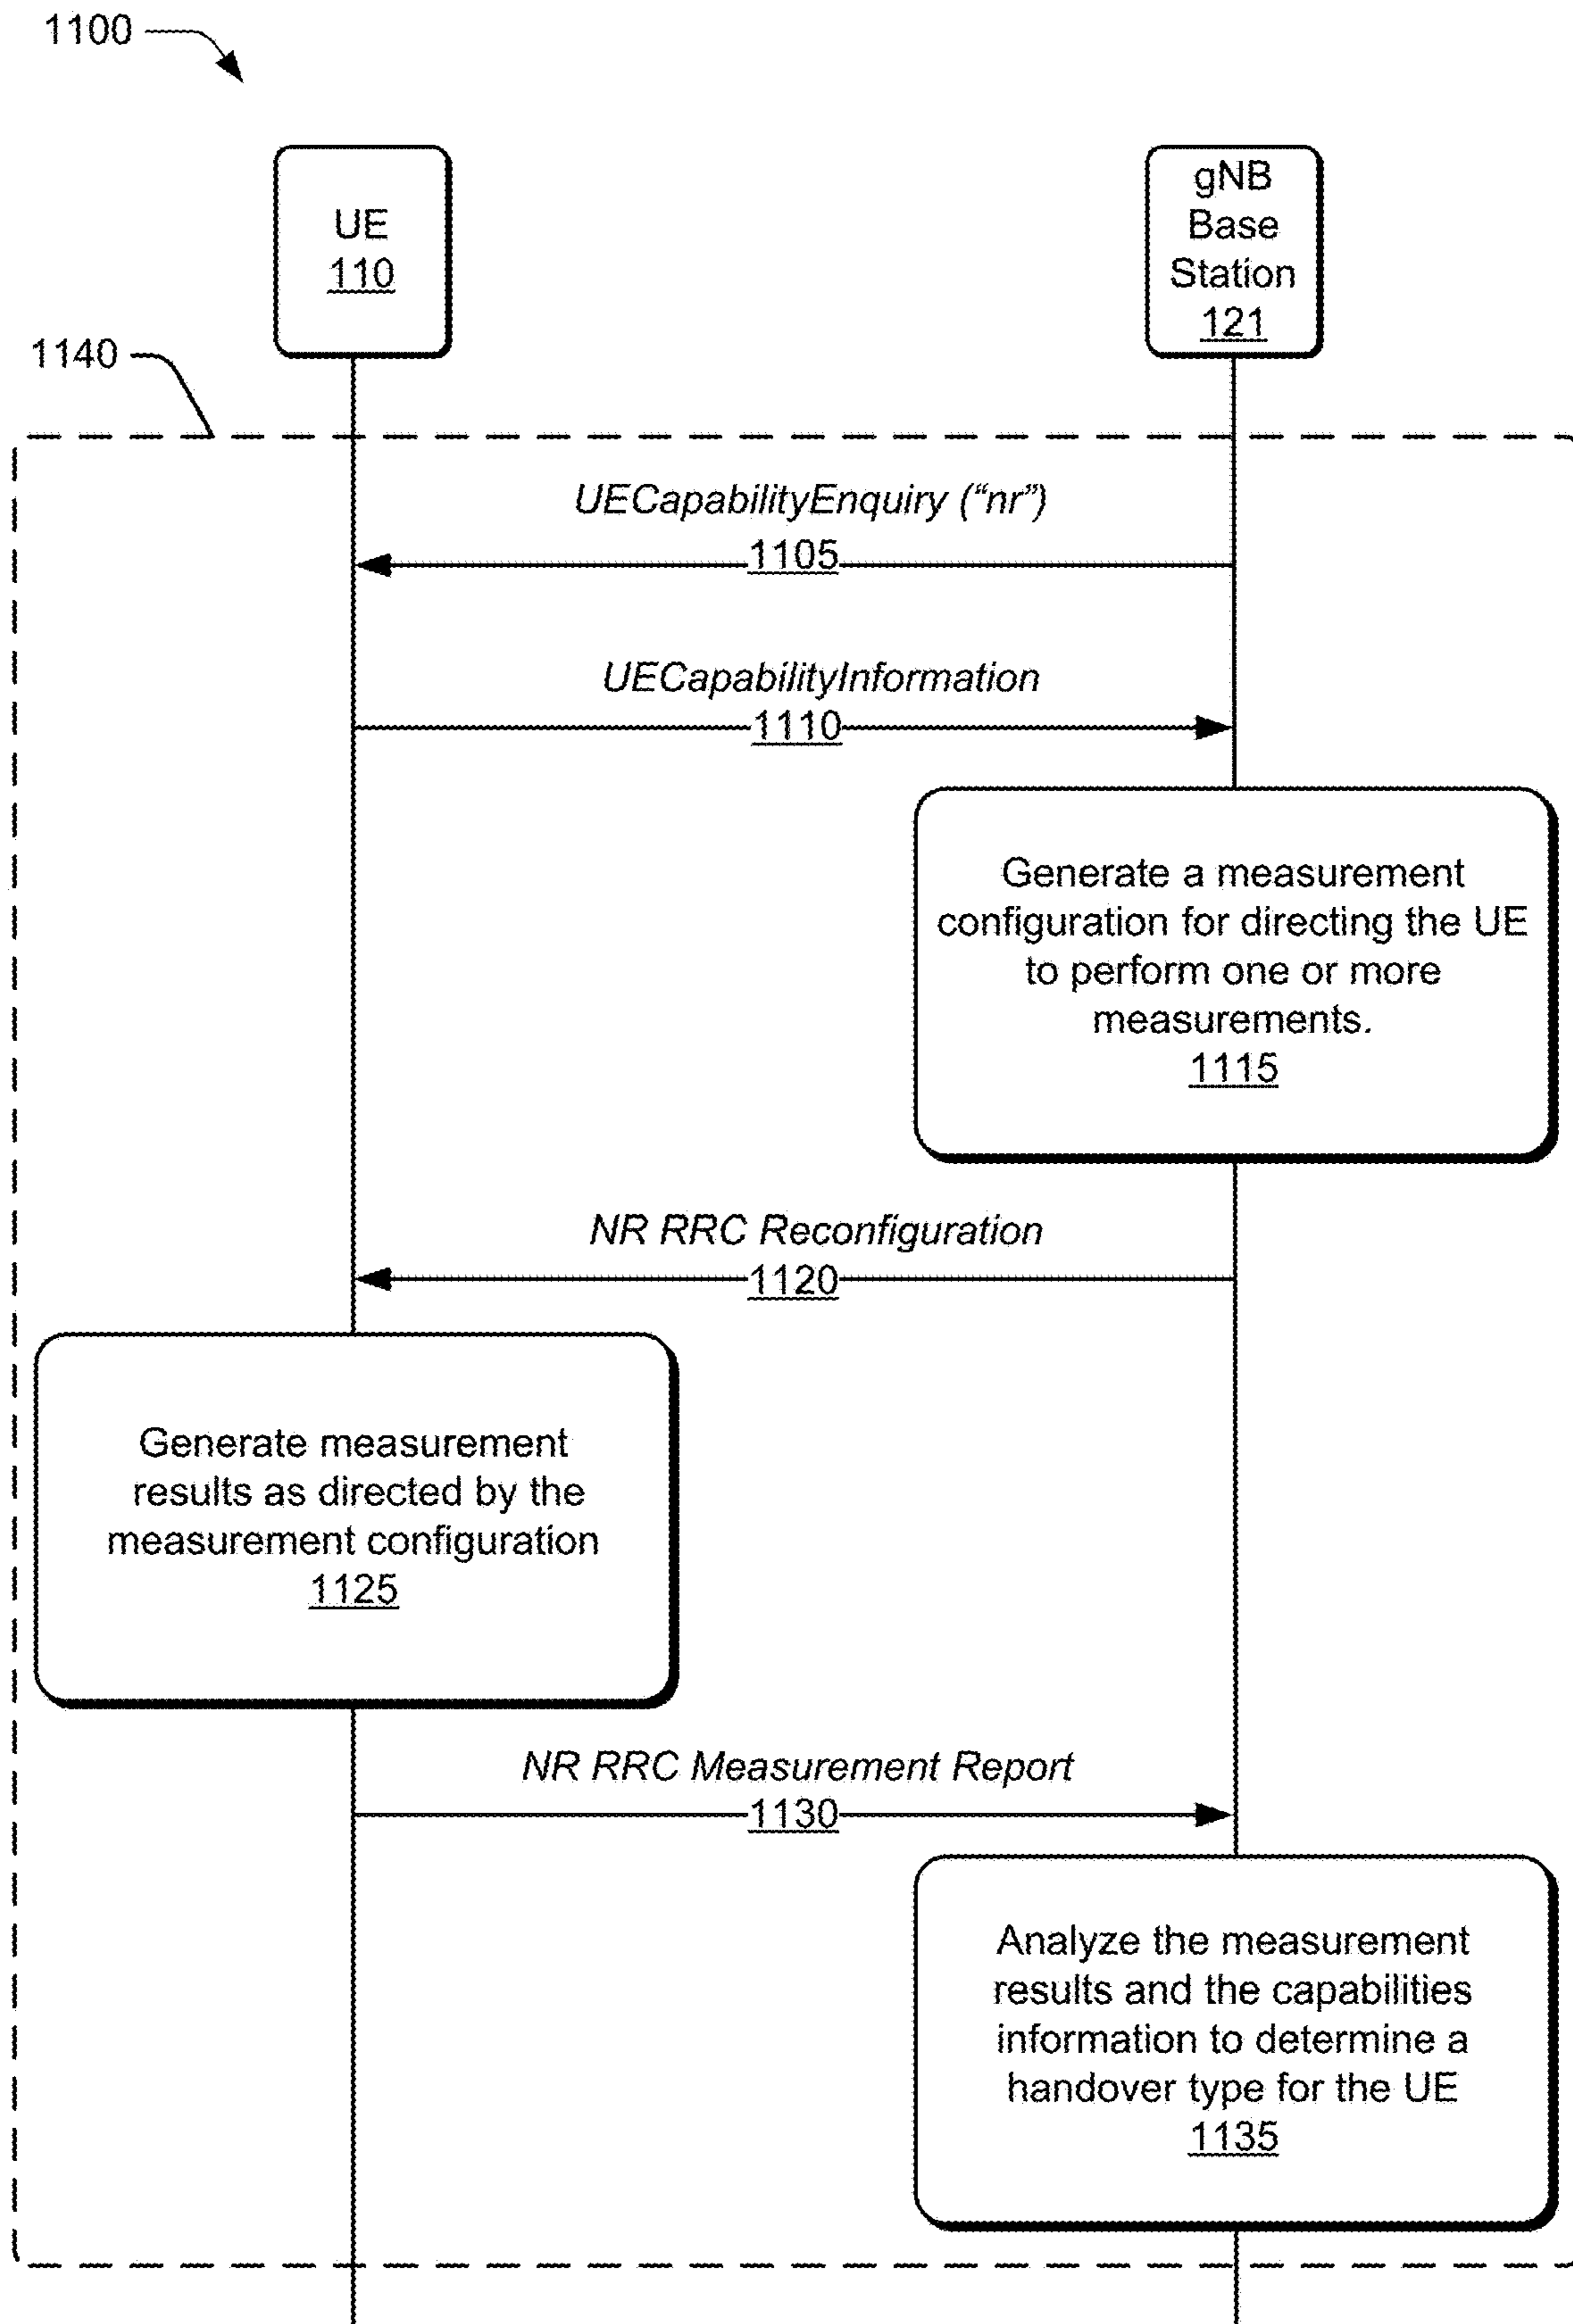 1100
UE
110
gNB
Base
Station
121
1140
UECapabilityEnquiry (“nr”)
1105
UECapabilityInformation
1110
Generate a measurement
configuration for directing the UE
to perform one or more
measurements.
1115
NR RRC Reconfiguration
1120
Generate measurement
results as directed by the
measurement configuration
1125
NR RRC Measurement Report
1130
Analyze the measurement
results and the capabilities
information to determine a
handover type for the UE
1135